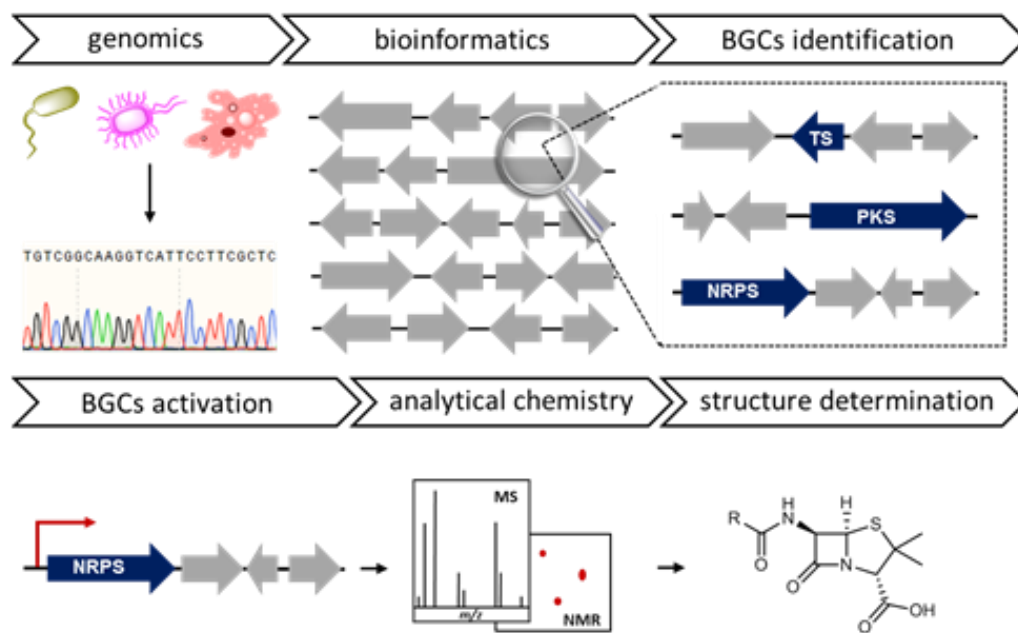 genomics
bioinformatics
BGCs identification
TS
PKS
NRPS
TGTCGGCAAGGTCATTCCTTCGCTC
BGCs activation
analytical chemistry
structure determination
NRPS
MS
m/z
NMR
R
H
N
O
H
S
N
O
O
OH